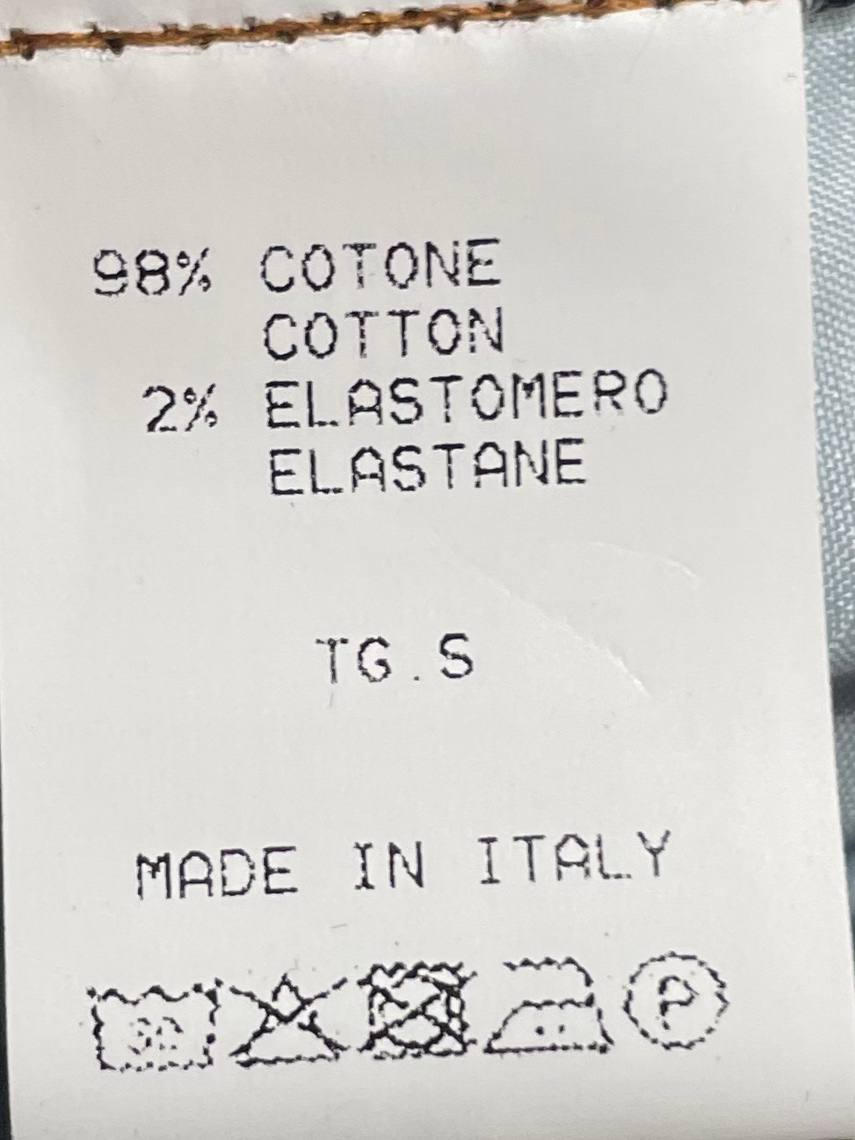 98% COTONE
COTTON
2% ELASTOMERO
ELASTANE
TG.S
MADE IN ITALY
P